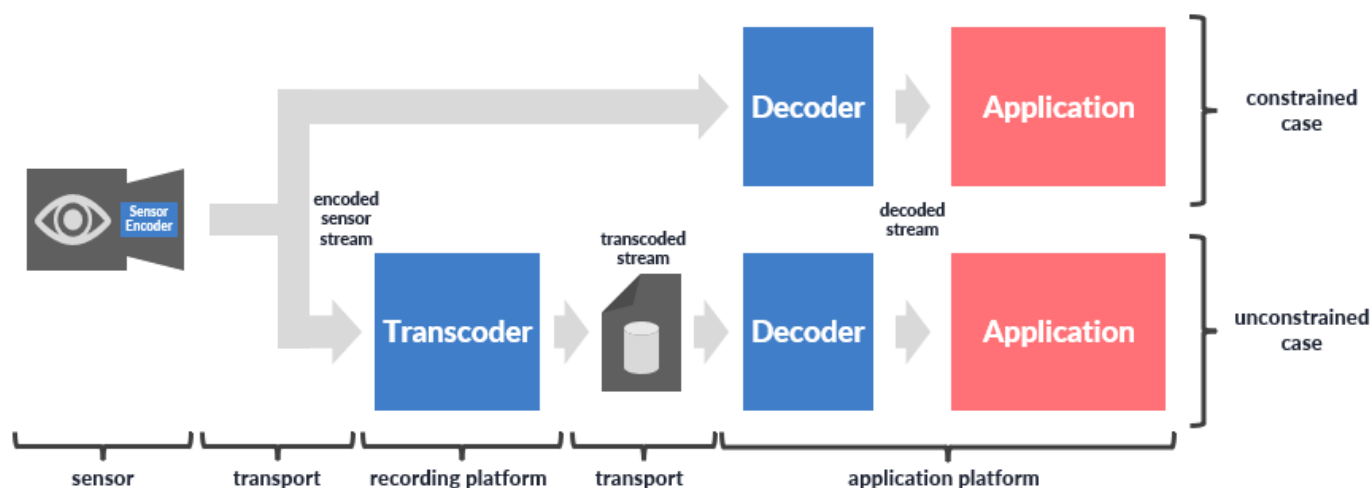 Decoder
Application
constrained
case
Sensor
Encoder
encoded
sensor
stream
transcoded
stream
decoded
stream
Transcoder
Decoder
Application
unconstrained
case
sensor
transport
recording platform
transport
application platform